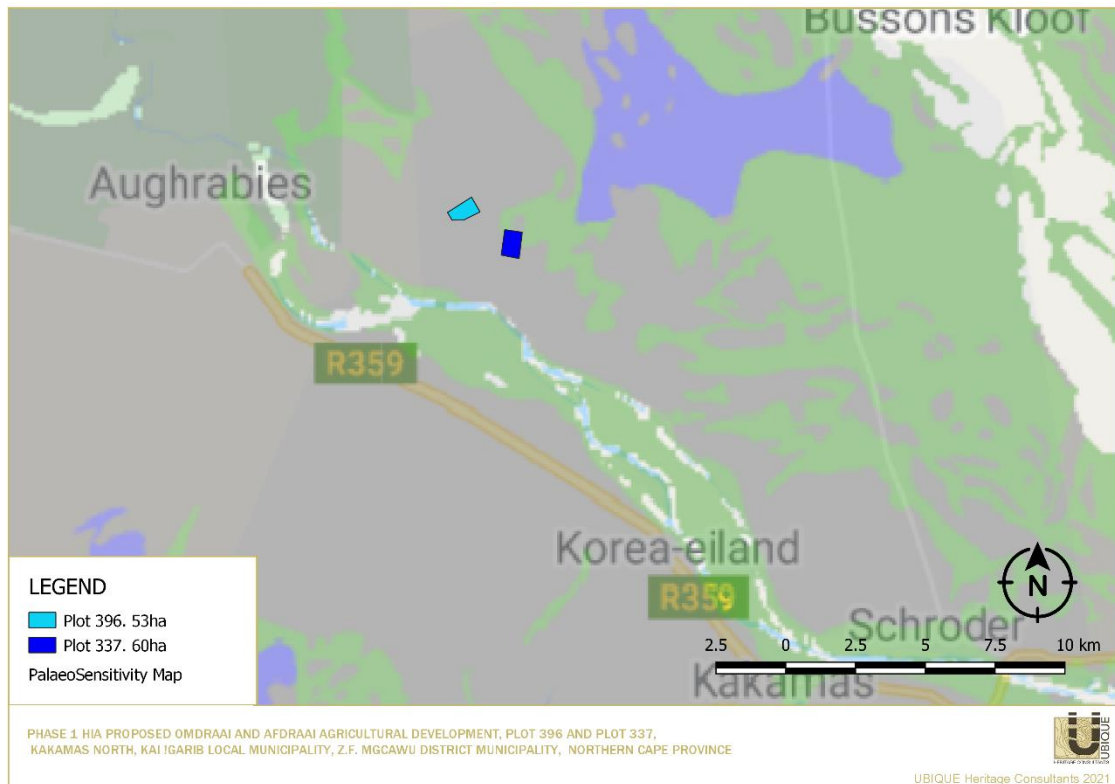 Bussons Kloof
Aughrabies
R359
Korea-eiland
R359
Schroder
Kakamas
LEGEND
Plot 396. 53ha
Plot 337. 60ha
PalaeoSensitivity Map
N
2.5 0 2.5 5 7.5 10 km
PHASE 1 HIA PROPOSED OMDRAAI AND AFDRAAI AGRICULTURAL DEVELOPMENT, PLOT 396 AND PLOT 337,
KAKAMAS NORTH, KAI !GARIB LOCAL MUNICIPALITY, Z.F. MGCAWU DISTRICT MUNICIPALITY, NORTHERN CAPE PROVINCE
UBIQUE
HERITAGE CONSULTANTS
UBIQUE Heritage Consultants 2021